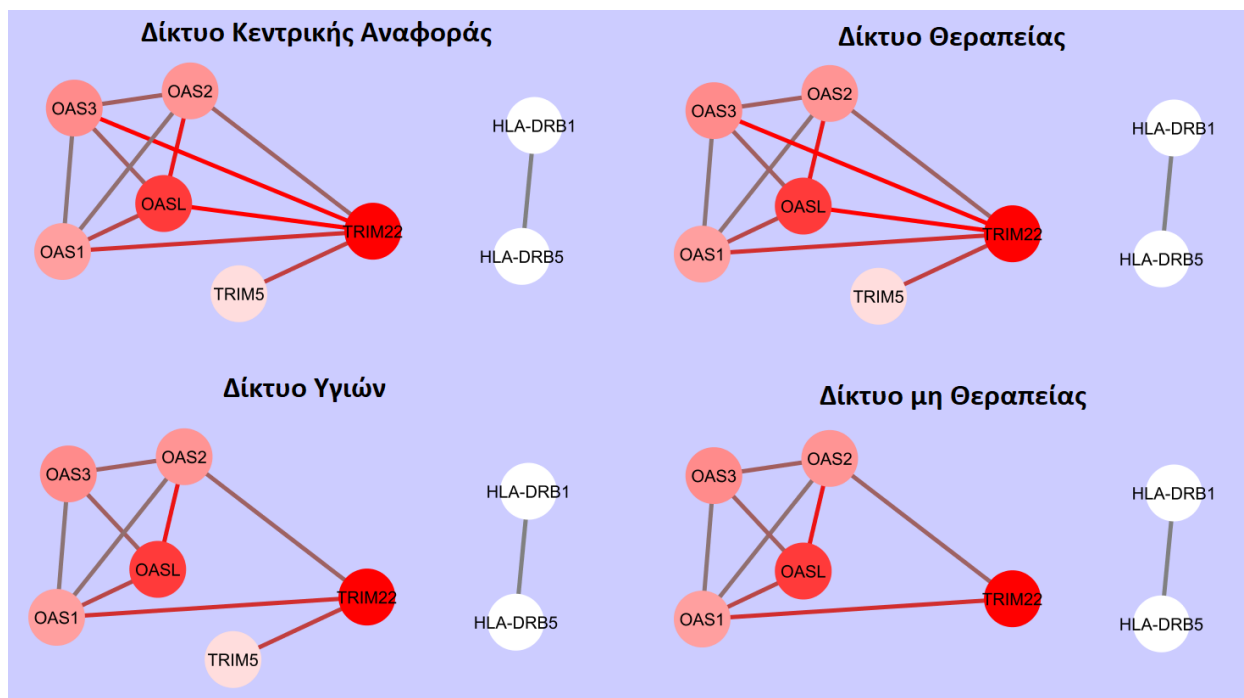 Δίκτυο Κεντρικής Αναφοράς
OAS3
OAS2
HLA-DRB1
OASL
TRIM22
OAS1
HLA-DRB5
TRIM5
Δίκτυο Θεραπείας
OAS3
OAS2
HLA-DRB1
OASL
TRIM22
OAS1
HLA-DRB5
TRIM5
Δίκτυο Υγιών
OAS3
OAS2
HLA-DRB1
OASL
TRIM22
OAS1
HLA-DRB5
TRIM5
Δίκτυο μη Θεραπείας
OAS3
OAS2
HLA-DRB1
OASL
TRIM22
OAS1
HLA-DRB5